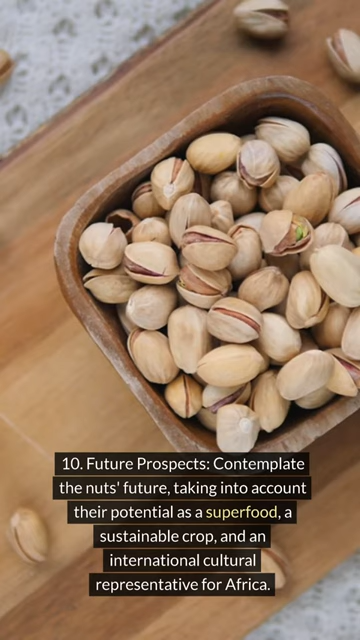 10. Future Prospects: Contemplate
the nuts' future, taking into account
their potential as a superfood, a
sustainable crop, and an
international cultural
representative for Africa.